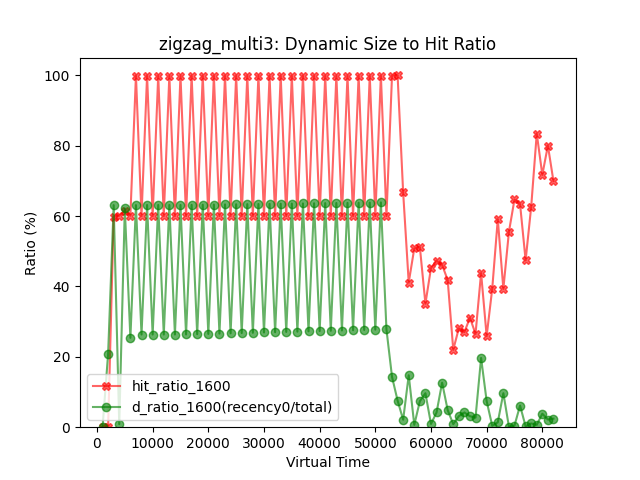 zigzag_multi3: Dynamic Size to Hit Ratio
100
80
60
40
20
0
Ratio (%)
hit_ratio_1600
d_ratio_1600(recency0/total)
0 10000 20000 30000 40000 50000 60000 70000 80000
Virtual Time